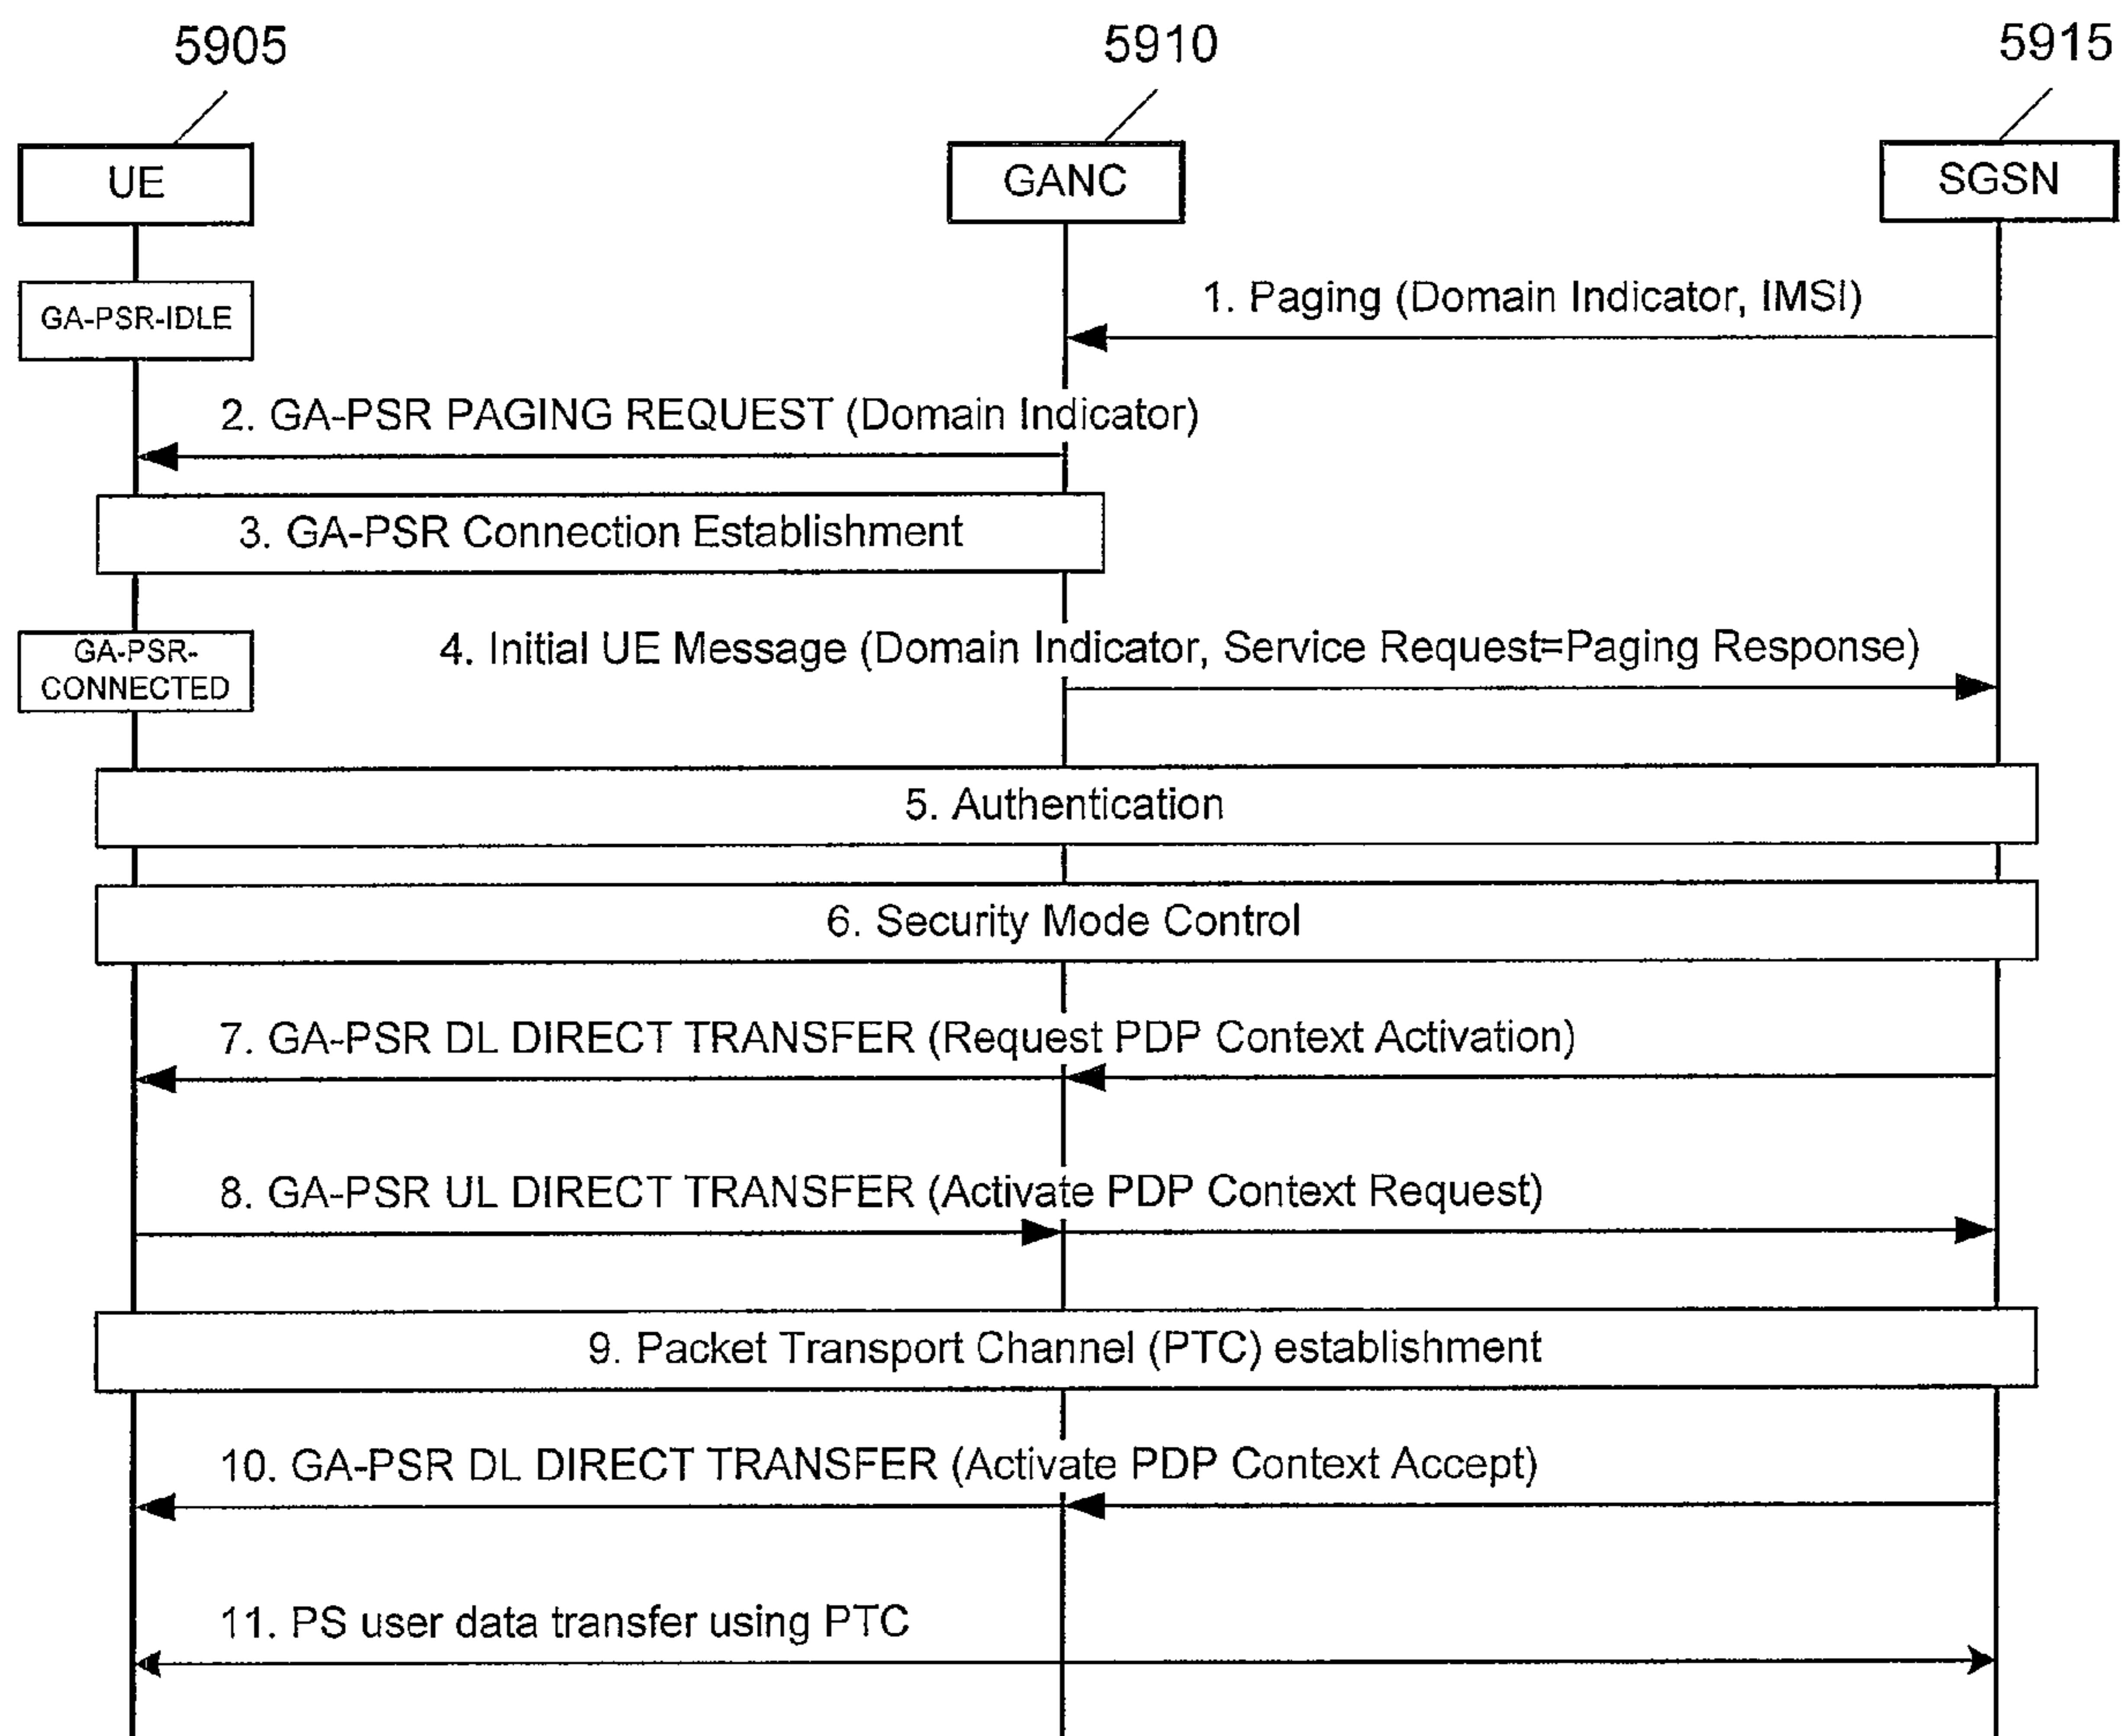 5905
5910
5915
UE
GANC
SGSN
GA-PSR-IDLE
1. Paging (Domain Indicator, IMSI)
2. GA-PSR PAGING REQUEST (Domain Indicator)
3. GA-PSR Connection Establishment
GA-PSR-
CONNECTED
4. Initial UE Message (Domain Indicator, Service Request=Paging Response)
5. Authentication
6. Security Mode Control
7. GA-PSR DL DIRECT TRANSFER (Request PDP Context Activation)
8. GA-PSR UL DIRECT TRANSFER (Activate PDP Context Request)
9. Packet Transport Channel (PTC) establishment
10. GA-PSR DL DIRECT TRANSFER (Activate PDP Context Accept)
11. PS user data transfer using PTC